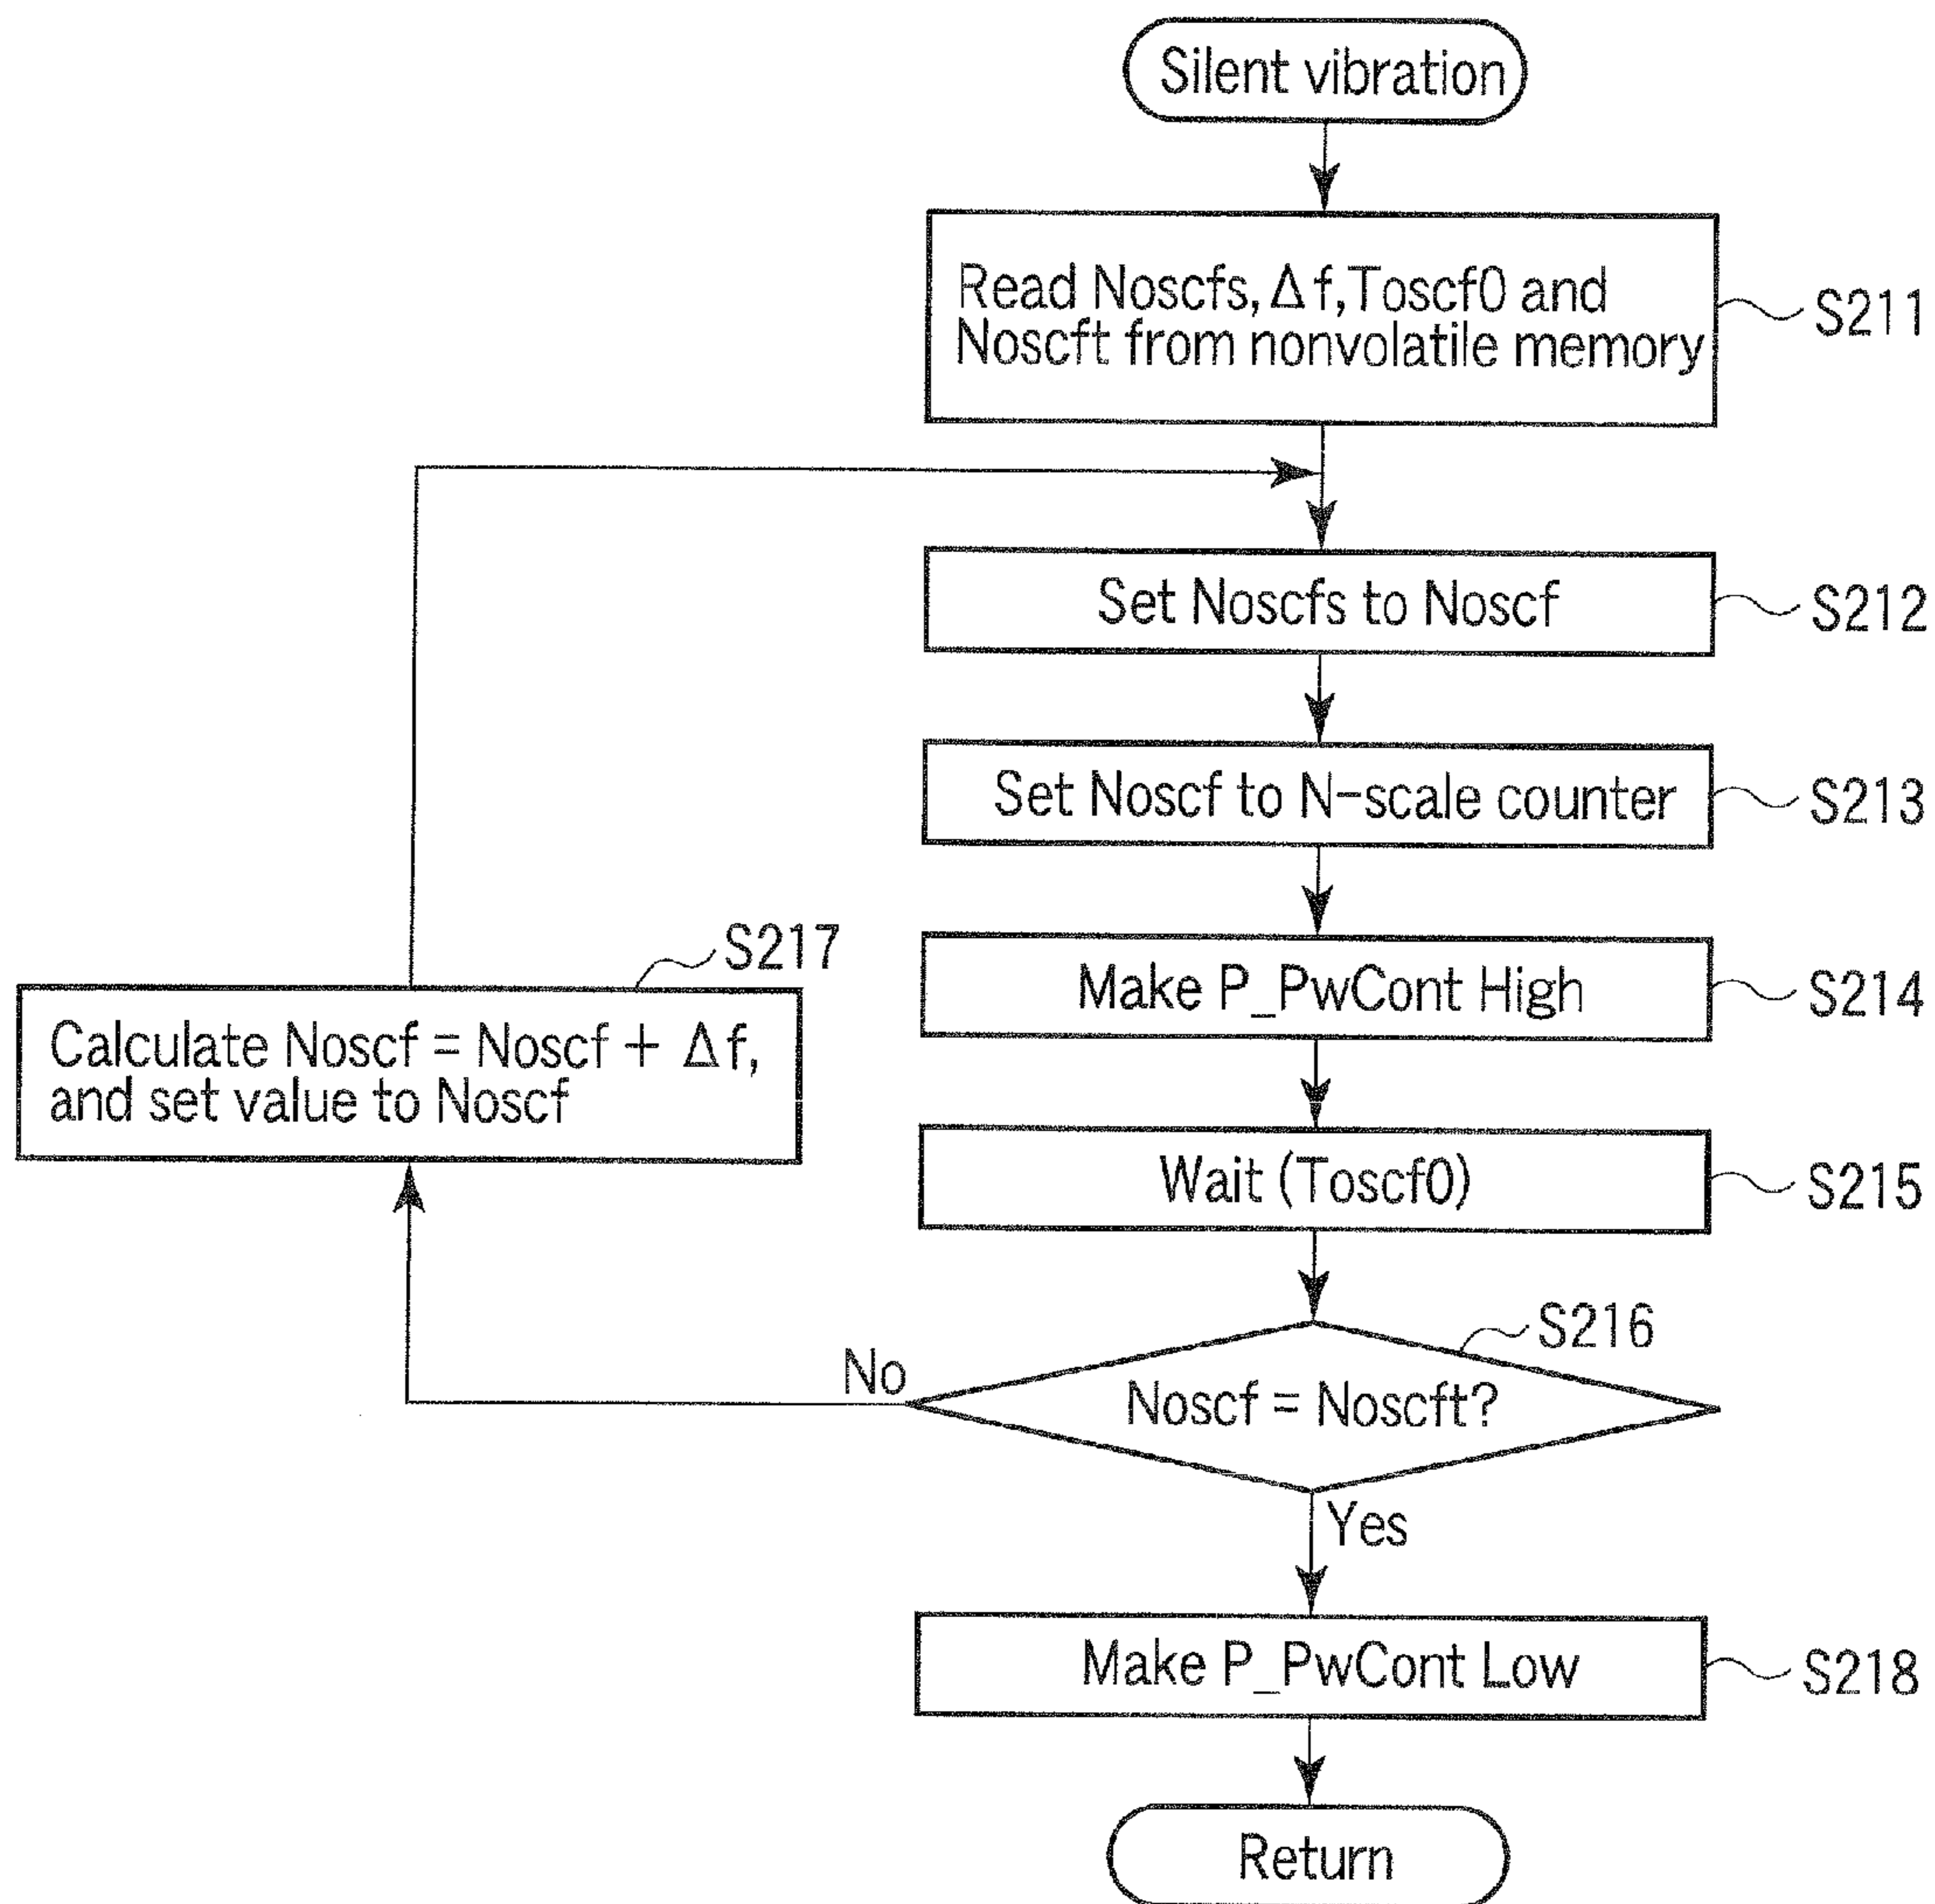 Silent vibration
Read Noscfs, Δf, Toscf0 and
Noscft from nonvolatile memory
S211
Set Noscfs to Noscf
S212
Set Noscf to N-scale counter
S213
Make P_PwCont High
S214
S217
Calculate Noscf = Noscf + Δf,
and set value to Noscf
Wait (Toscf0)
S215
S216
Noscf = Noscft?
No
Yes
Make P_PwCont Low
S218
Return